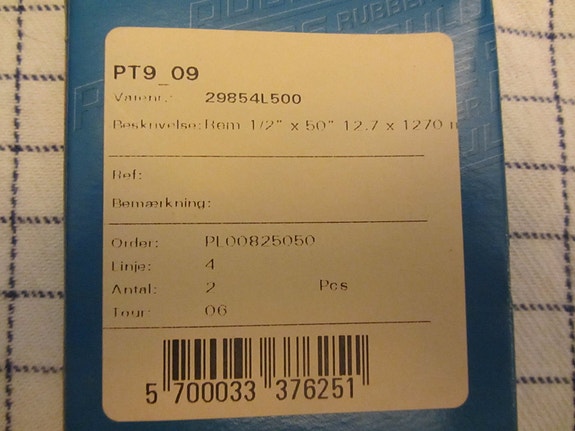 RUBBER
PT9_09
Varenr.: 29854L500
Beskrivelse: Rem 1/2" x 50" 12.7 x 1270
Ref:
Bemærkning:
Order: PL00825050
Linje: 4
Antal: 2 Pcs
Tour: 06
5 700033 376251